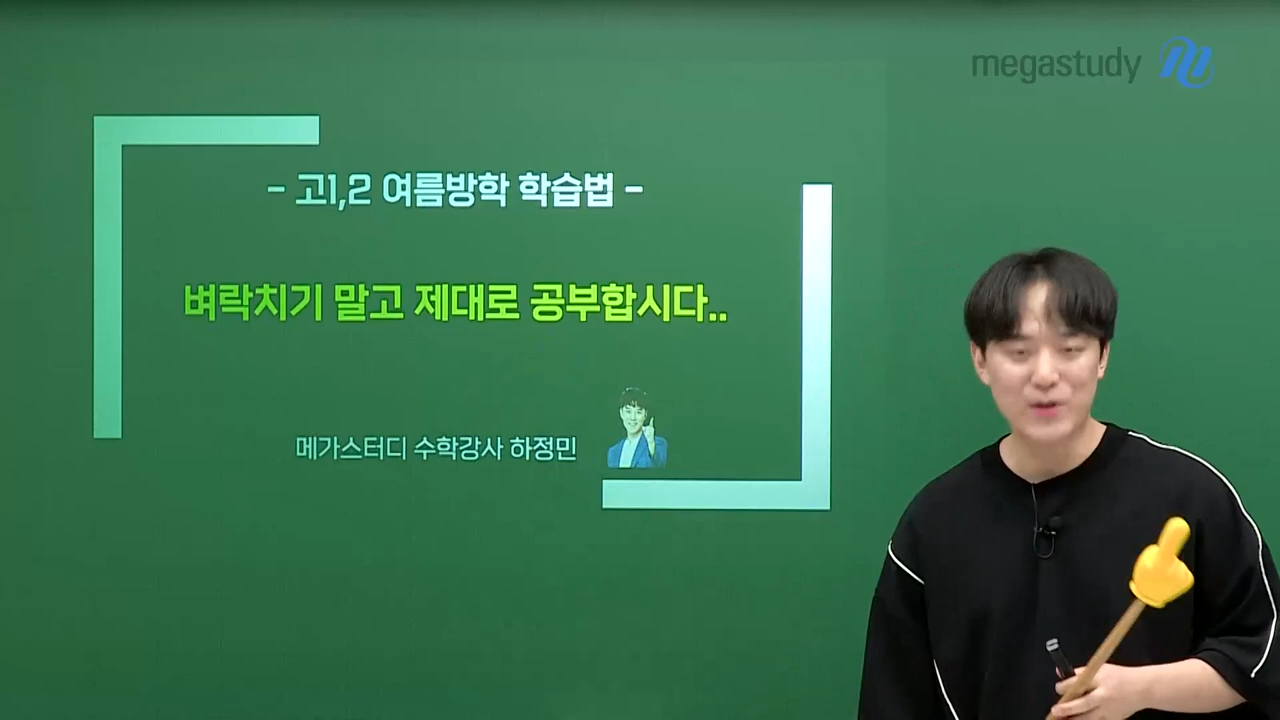 megastudy
- 고1,2 여름방학 학습법 -
벼락치기 말고 제대로 공부합시다..
메가스터디 수학강사 하정민